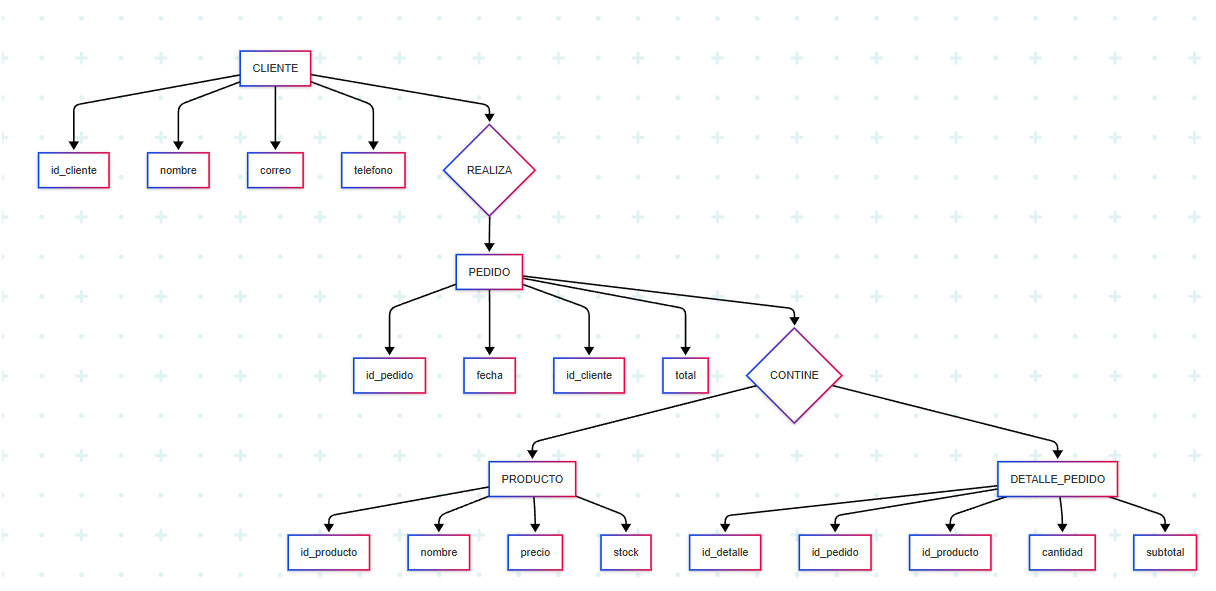 CLIENTE
id_cliente
nombre
correo
telefono
REALIZA
PEDIDO
id_pedido
fecha
id_cliente
total
CONTINE
PRODUCTO
DETALLE_PEDIDO
id_producto
nombre
precio
stock
id_detalle
id_pedido
id_producto
cantidad
subtotal